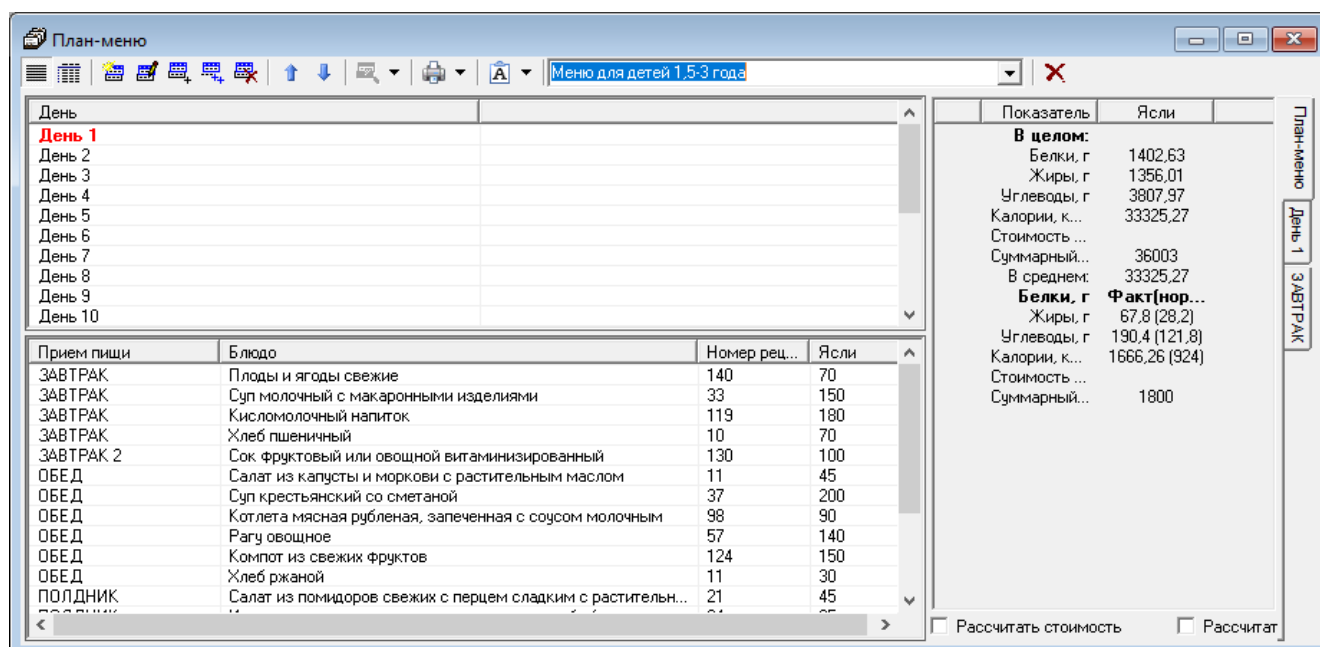 План-меню
Меню для детей 1,5-3 года
День
День 1
День 2
День 3
День 4
День 5
День 6
День 7
День 8
День 9
День 10
Прием пищи Блюдо Номер рец... Ясли
ЗАВТРАК Плоды и ягоды свежие 140 70
ЗАВТРАК Суп молочный с макаронными изделиями 33 150
ЗАВТРАК Кисломолочный напиток 119 180
ЗАВТРАК Хлеб пшеничный 10 70
ЗАВТРАК 2 Сок фруктовый или овощной витаминизированный 130 100
ОБЕД Салат из капусты и моркови с растительным маслом 11 45
ОБЕД Суп крестьянский со сметаной 37 200
ОБЕД Котлета мясная рубленая, запеченная с соусом молочным 98 90
ОБЕД Рагу овощное 57 140
ОБЕД Компот из свежих фруктов 124 150
ОБЕД Хлеб ржаной 11 30
ПОЛДНИК Салат из помидоров свежих с перцем сладким с растительн... 21 45
Показатель Ясли
В целом:
Белки, г 1402,63
Жиры, г 1356,01
Углеводы, г 3807,97
Калории, к... 33325,27
Стоимость ...
Суммарный... 36003
В среднем: 33325,27
Белки, г Факт(нор...
Жиры, г 67,8 (28,2)
Углеводы, г 190,4 (121,8)
Калории, к... 1666,26 (924)
Стоимость ...
Суммарный... 1800
Рассчитать стоимость Рассчитат
План-меню
День 1
ЗАВТРАК